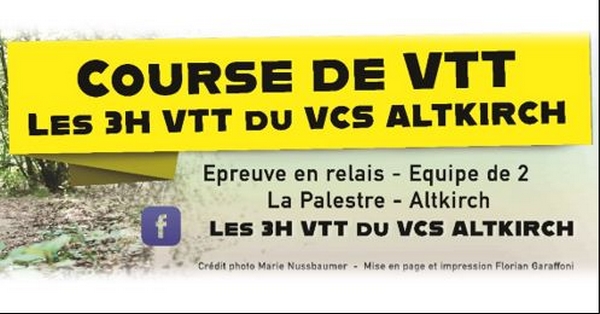 COURSE DE VTT
LES 3H VTT DU VCS ALTKIRCH
Epreuve en relais - Equipe de 2
La Palestre - Altkirch
f
LES 3H VTT DU VCS ALTKIRCH
Crédit photo Marie Nussbaumer - Mise en page et impression Florian Garaffoni